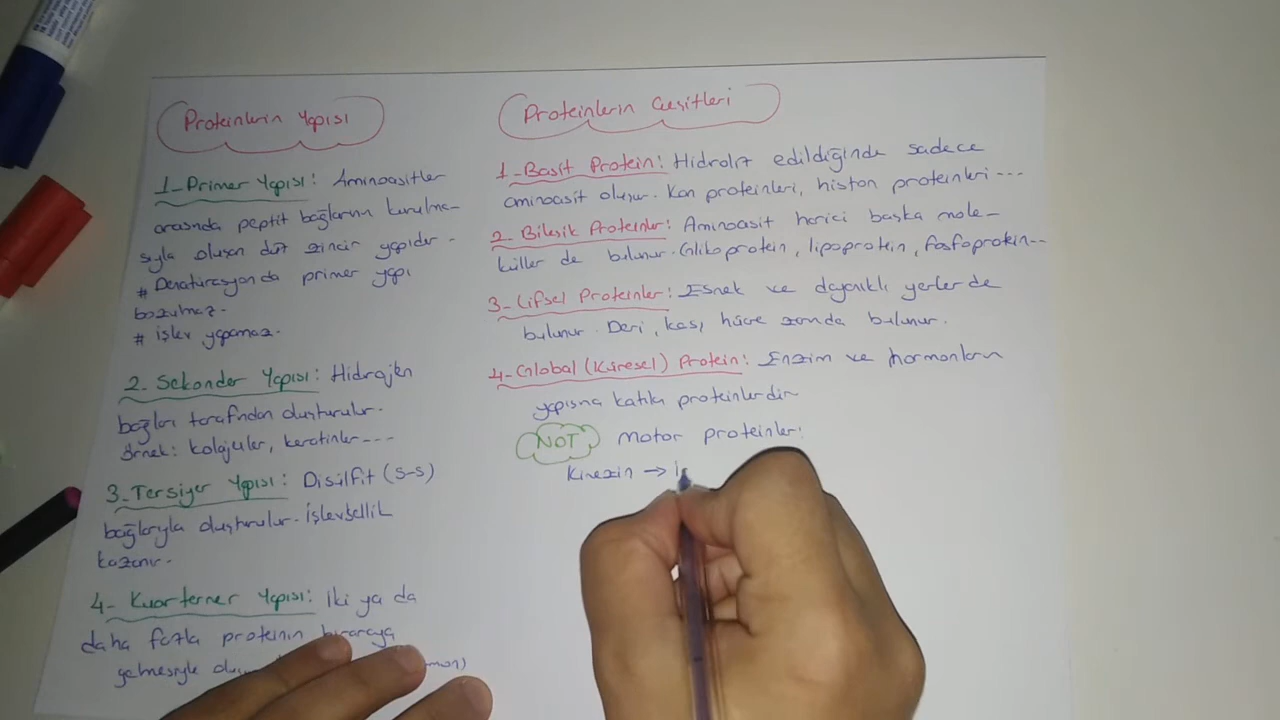 Proteinlerin Yapısı
1-Primer Yapısı: Aminoasitler
arasında peptit bağlarının kurulma-
sıyla oluşan düz zincir yapıdır.
# Denatürasyonda primer yapı
bozulmaz.
# işlev yapamaz.
2. Sekonder Yapısı: Hidrojen
bağları tarafından oluşturulur.
örnek: kolajenler, keratinler---
3-Tersiyer Yapısı: Disülfit (s-s)
bağlarıyla oluşturulur. İşlevsellik
kazanır.
4- Kuarterner Yapısı: İki ya da
daha fazla proteinin biraraya
gelmesiyle
Proteinlerin Çeşitleri
1-Basit Protein: Hidroliz edildiğinde sadece
aminoasit oluşur. Kan proteinleri, histon proteinleri---
2. Bileşik Proteinler: Aminoasit harici başka mole-
küller de bulunur. Glikoprotein, lipoprotein, fosfoprotein--
3-Lifsel Proteinler: Esnek ve dayanıklı yerlerde
bulunur. Deri, kas, hücre zarında bulunur.
4-Global (Küresel) Protein: Enzim ve hormonların
yapısına katılan proteinlerdir
NOT Motor proteinler:
Kinezin →